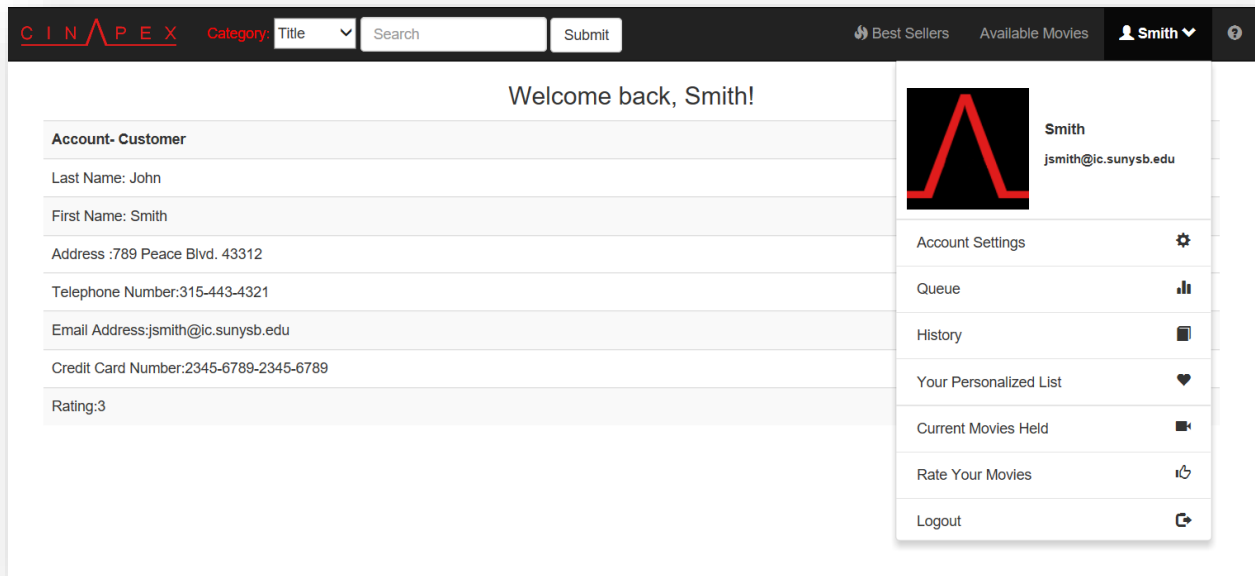 CINΛPEX Category: Title Search Submit Best Sellers Available Movies Smith
Welcome back, Smith!
Account- Customer
Last Name: John
First Name: Smith
Address :789 Peace Blvd. 43312
Telephone Number:315-443-4321
Email Address:jsmith@ic.sunysb.edu
Credit Card Number:2345-6789-2345-6789
Rating:3
Smith
jsmith@ic.sunysb.edu
Account Settings
Queue
History
Your Personalized List
Current Movies Held
Rate Your Movies
Logout